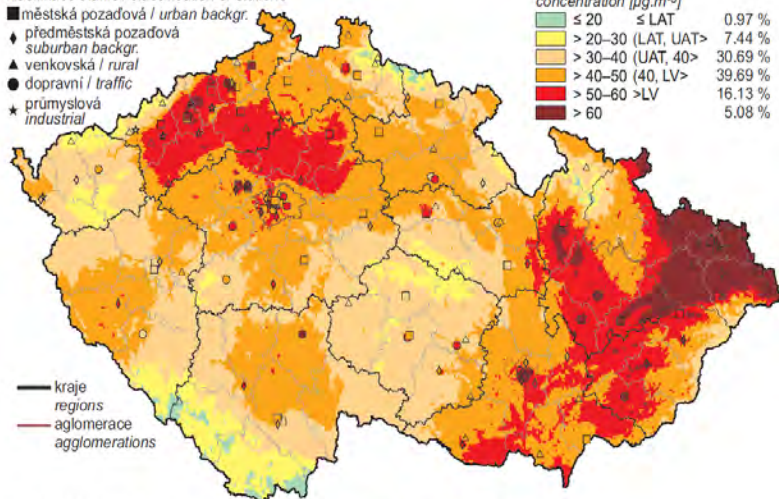 městská pozaďová / urban backgr.
předměstská pozaďová
suburban backgr.
venkovská / rural
dopravní / traffic
průmyslová
industrial
concentration [µg.m⁻³]
≤ 20 ≤ LAT 0.97 %
> 20–30 (LAT, UAT> 7.44 %
> 30–40 (UAT, 40> 30.69 %
> 40–50 (40, LV> 39.69 %
> 50–60 >LV 16.13 %
> 60 5.08 %
kraje
regions
aglomerace
agglomerations